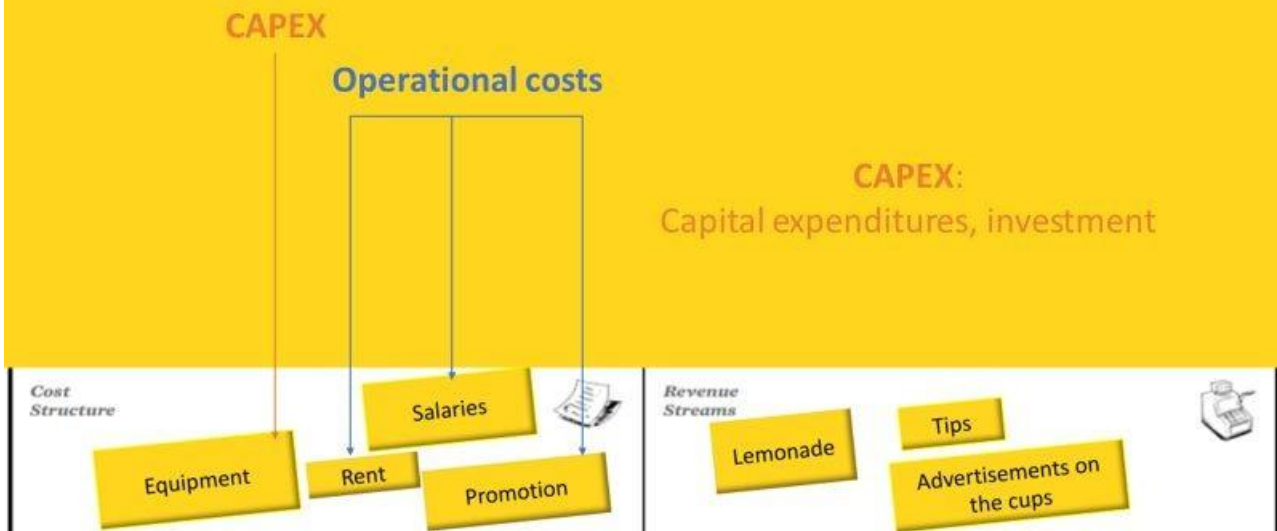 CAPEX
Operational costs
CAPEX:
Capital expenditures, investment
Cost
Structure
Salaries
Equipment
Rent
Promotion
Revenue
Streams
Lemonade
Tips
Advertisements on
the cups